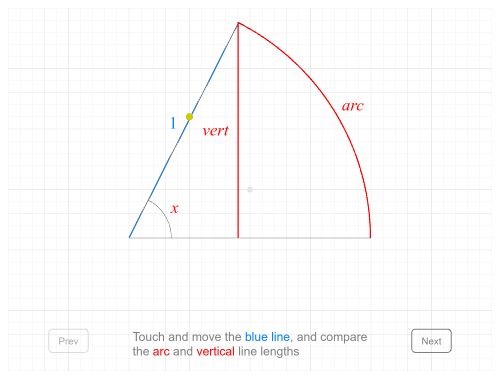 arc
1
vert
x
Prev
Touch and move the blue line, and compare
the arc and vertical line lengths
Next